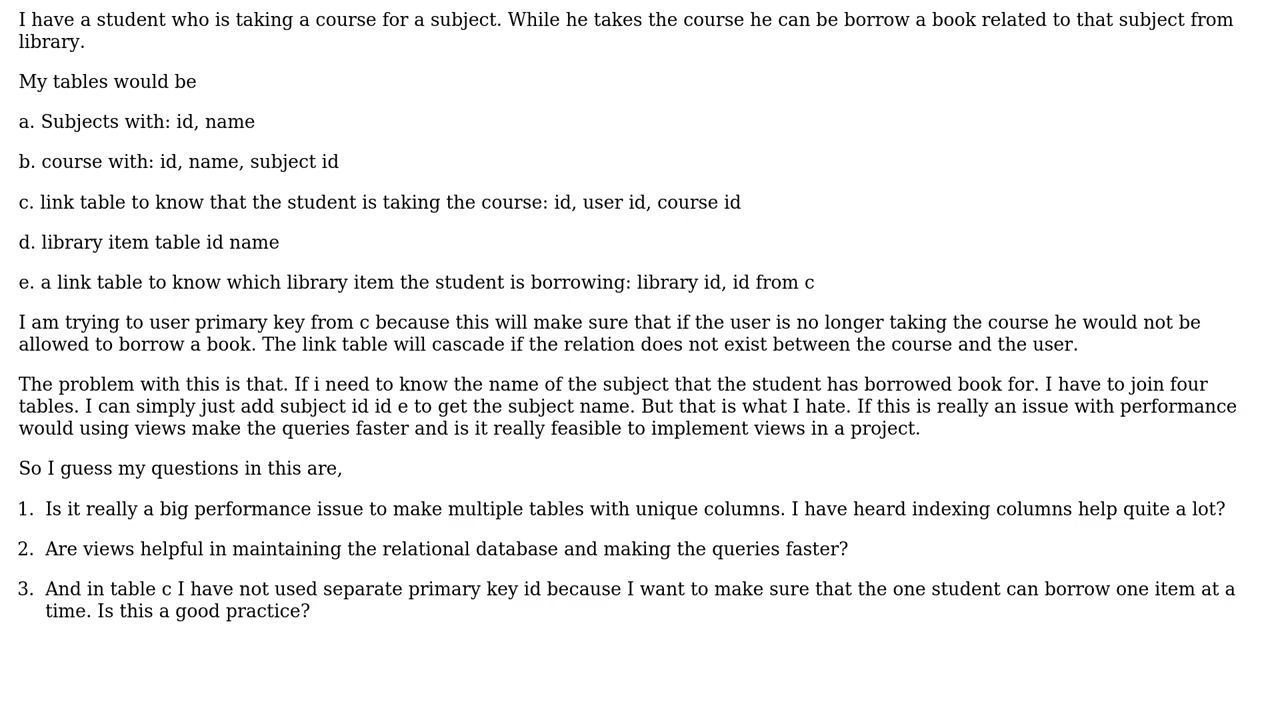 I have a student who is taking a course for a subject. While he takes the course he can be borrow a book related to that subject from
library.
My tables would be
a. Subjects with: id, name
b. course with: id, name, subject id
c. link table to know that the student is taking the course: id, user id, course id
d. library item table id name
e. a link table to know which library item the student is borrowing: library id, id from c
I am trying to user primary key from c because this will make sure that if the user is no longer taking the course he would not be
allowed to borrow a book. The link table will cascade if the relation does not exist between the course and the user.
The problem with this is that. If i need to know the name of the subject that the student has borrowed book for. I have to join four
tables. I can simply just add subject id id e to get the subject name. But that is what I hate. If this is really an issue with performance
would using views make the queries faster and is it really feasible to implement views in a project.
So I guess my questions in this are,
1. Is it really a big performance issue to make multiple tables with unique columns. I have heard indexing columns help quite a lot?
2. Are views helpful in maintaining the relational database and making the queries faster?
3. And in table c I have not used separate primary key id because I want to make sure that the one student can borrow one item at a
time. Is this a good practice?